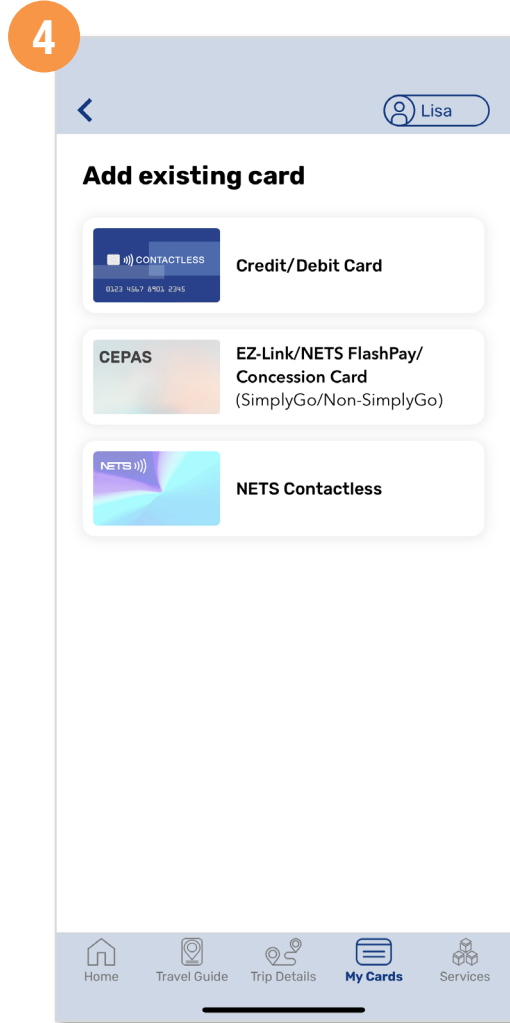 4
Lisa
Add existing card
CONTACTLESS
0123 4567 8901 2345
Credit/Debit Card
CEPAS
EZ-Link/NETS FlashPay/
Concession Card
(SimplyGo/Non-SimplyGo)
NETS
NETS Contactless
Home
Travel Guide
Trip Details
My Cards
Services